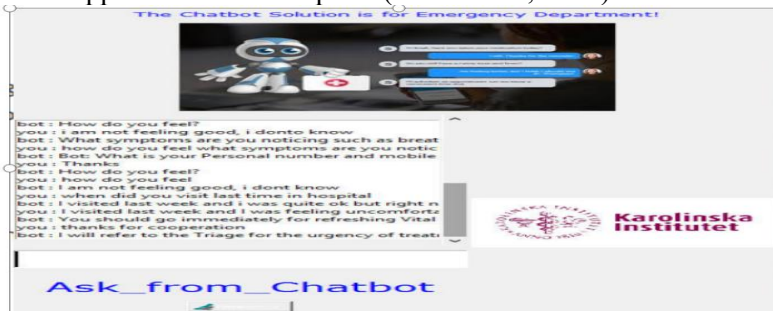 The Chatbot Solution is for Emergency Department!
bot : How do you feel?
you : i am not feeling good, i donto know
bot : What symptoms are you noticing such as breat
you : how do you feel what symptoms are you notic
bot : Bot: What is your Personal number and mobile
you : Thanks
bot : How do you feel?
you : how do you feel
bot : I am not feeling good, i dont know
you : when did you visit last time in hospital
bot : I visited last week and i was quite ok but right n
you : I visited last week and I was feeling uncomforta
bot : You should go immediately for refreshing Vital
you : thanks for cooperation
bot : I will refer to the Triage for the urgency of treat
Karolinska
Institutet
Ask_from_Chatbot